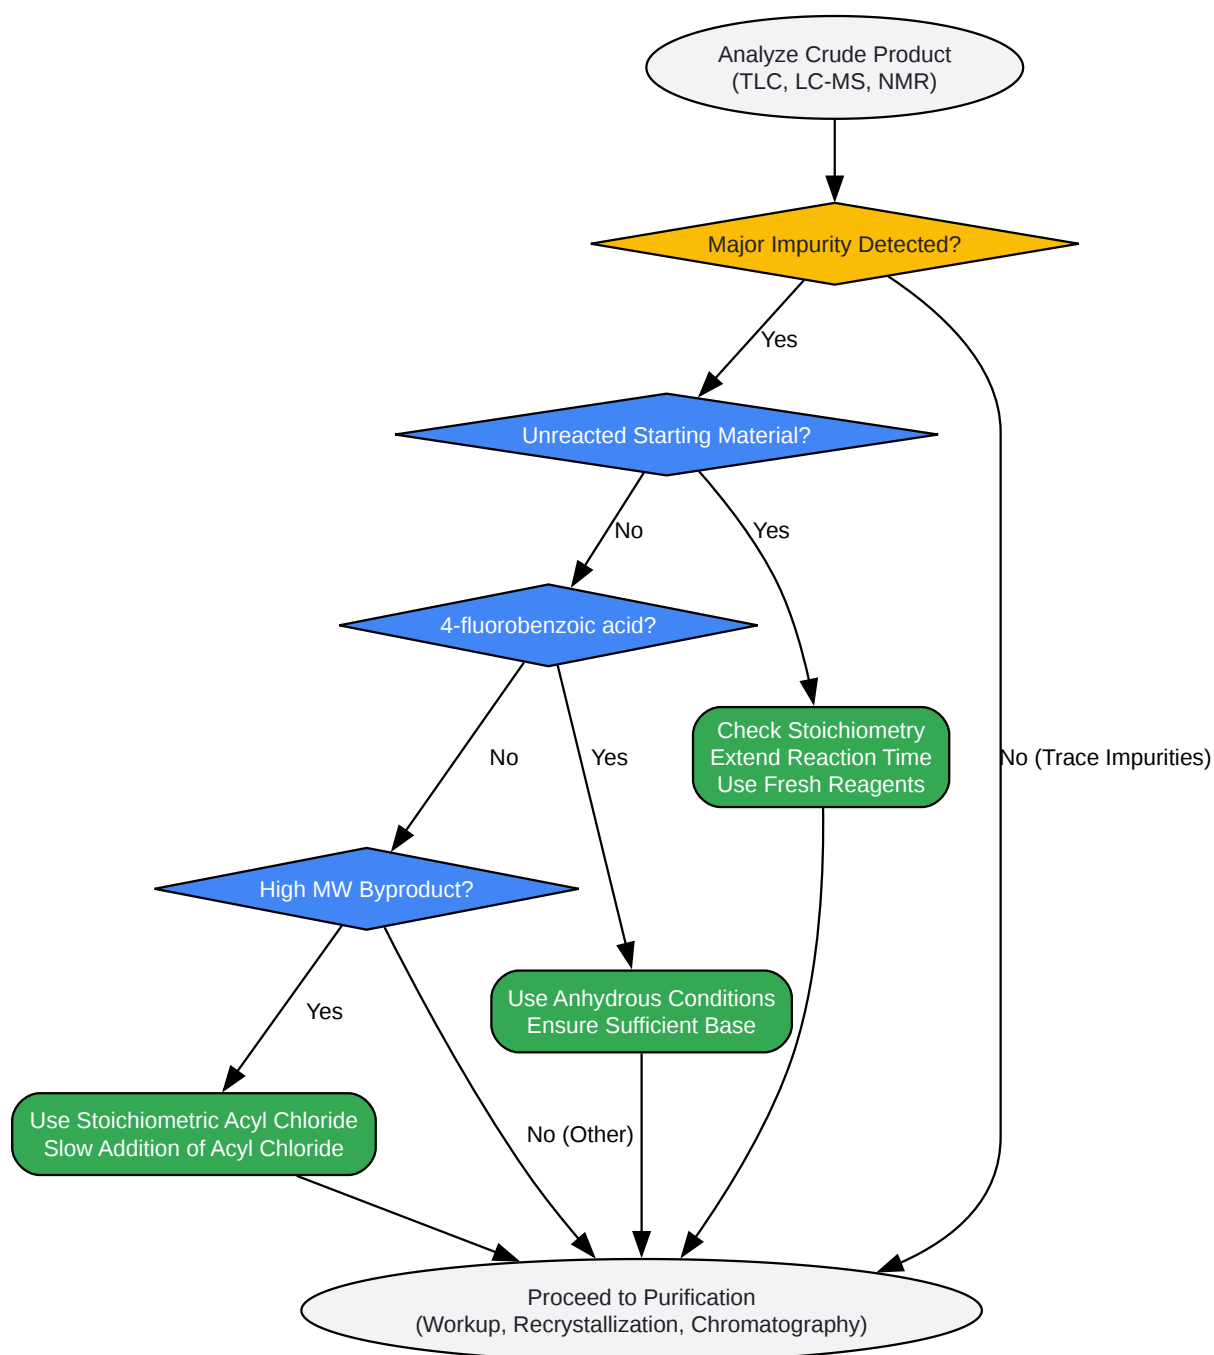 Analyze Crude Product
(TLC, LC-MS, NMR)
Major Impurity Detected?
Yes
Unreacted Starting Material?
No
Yes
4-fluorobenzoic acid?
Check Stoichiometry
Extend Reaction Time
Use Fresh Reagents
No
Yes
No (Trace Impurities)
High MW Byproduct?
Use Anhydrous Conditions
Ensure Sufficient Base
Yes
Use Stoichiometric Acyl Chloride
Slow Addition of Acyl Chloride
No (Other)
Proceed to Purification
(Workup, Recrystallization, Chromatography)